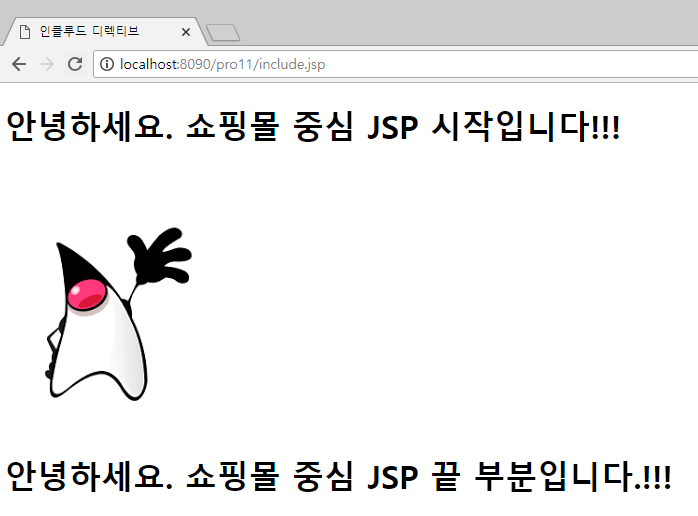 인클루드 디렉티브
localhost:8090/pro11/include.jsp
안녕하세요. 쇼핑몰 중심 JSP 시작입니다!!!
안녕하세요. 쇼핑몰 중심 JSP 끝 부분입니다.!!!